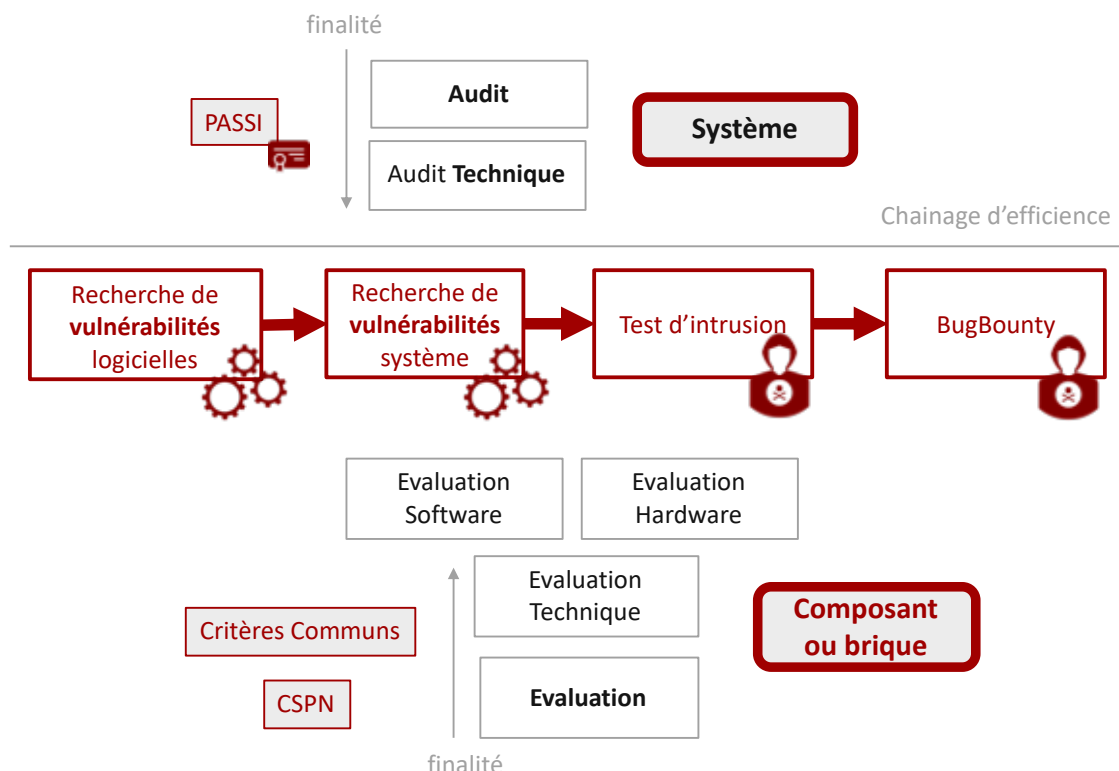 finalité
Audit
PASSI
Système
Audit Technique
Chainage d'efficience
Recherche de
vulnérabilités
logicielles
Recherche de
vulnérabilités
système
Test d'intrusion
BugBounty
Evaluation
Software
Evaluation
Hardware
Evaluation
Technique
Composant
ou brique
Critères Communs
CSPN
Evaluation
finalité